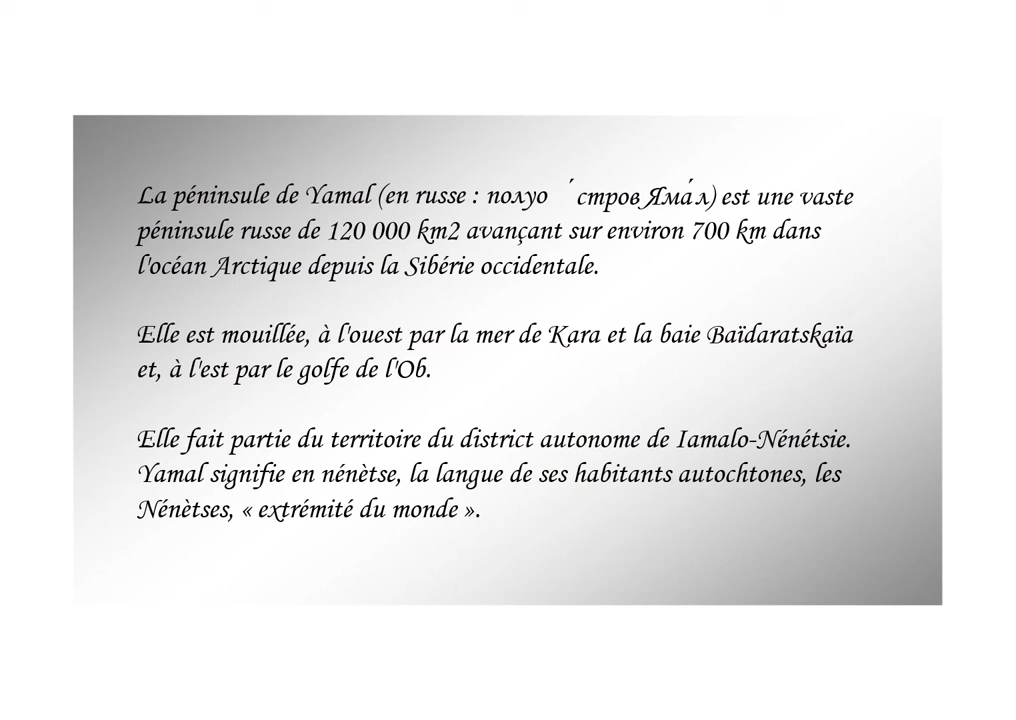 La péninsule de Yamal (en russe : полуо́стров Яма́л) est une vaste
péninsule russe de 120 000 km2 avançant sur environ 700 km dans
l'océan Arctique depuis la Sibérie occidentale.
Elle est mouillée, à l'ouest par la mer de Kara et la baie Baïdaratskaïa
et, à l'est par le golfe de l'Ob.
Elle fait partie du territoire du district autonome de Iamalo-Nénétsie.
Yamal signifie en nénètse, la langue de ses habitants autochtones, les
Nénètses, « extrémité du monde ».